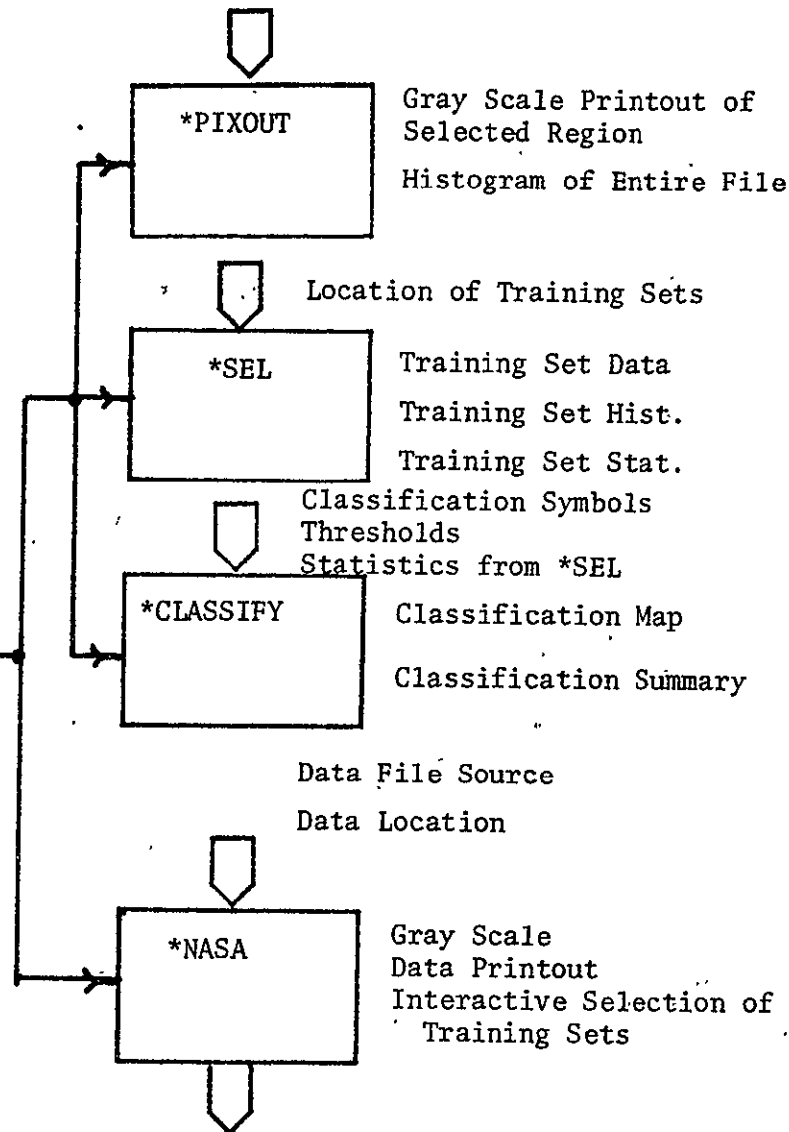 *PIXOUT
Gray Scale Printout of
Selected Region
Histogram of Entire File
Location of Training Sets
*SEL
Training Set Data
Training Set Hist.
Training Set Stat.
Classification Symbols
Thresholds
Statistics from *SEL
*CLASSIFY
Classification Map
Classification Summary
Data File Source
Data Location
*NASA
Gray Scale
Data Printout
Interactive Selection of
Training Sets